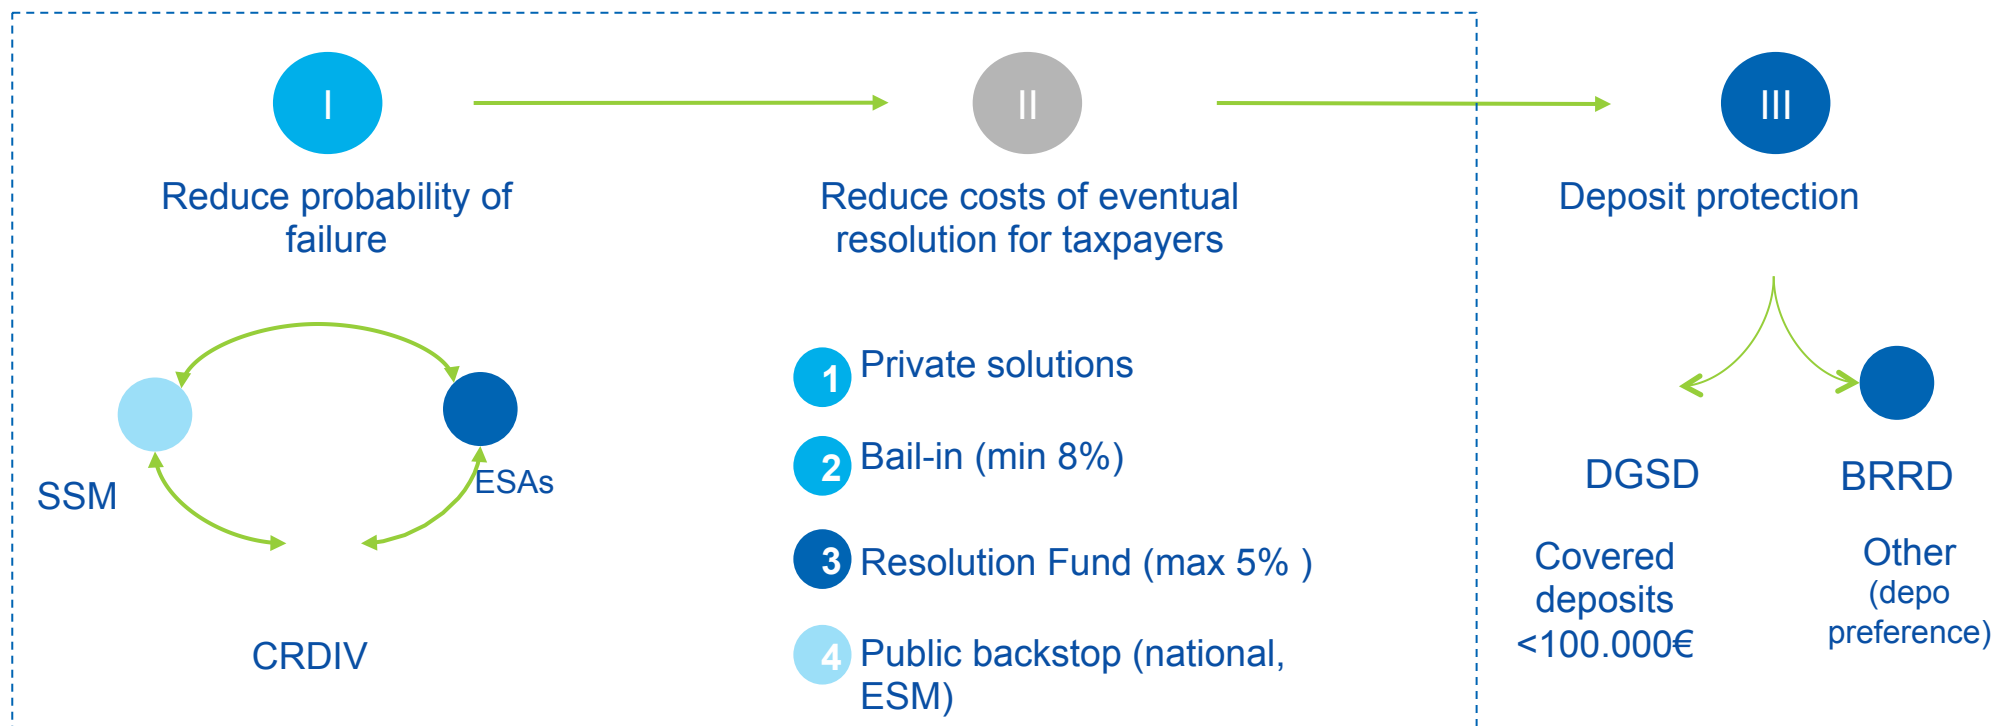 I
II
III
Reduce probability of
failure
Reduce costs of eventual
resolution for taxpayers
Deposit protection
SSM
ESAs
CRDIV
1 Private solutions
2 Bail-in (min 8%)
3 Resolution Fund (max 5% )
4 Public backstop (national,
ESM)
DGSD
Covered
deposits
<100.000€
BRRD
Other
(depo
preference)